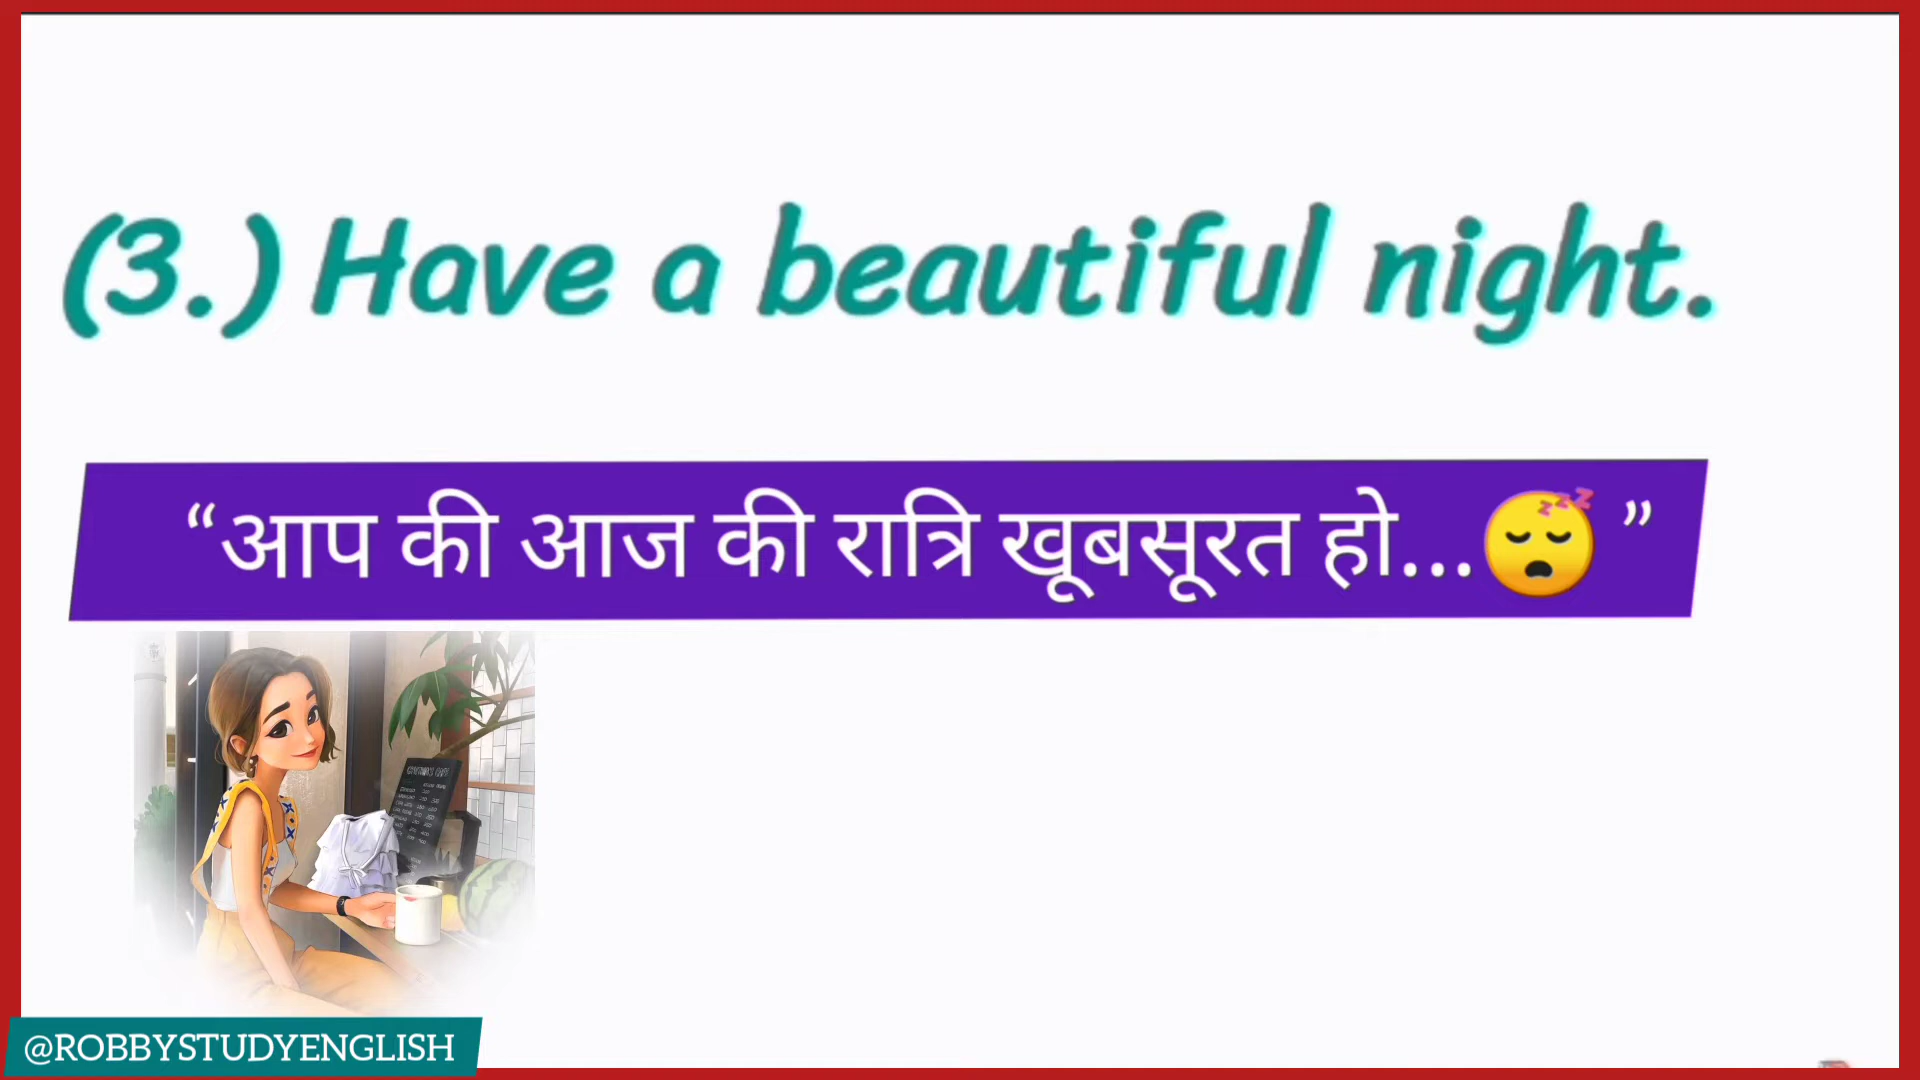 (3.) Have a beautiful night.
“आप की आज की रात्रि खूबसूरत हो...😴 ”
@ROBBYSTUDYENGLISH